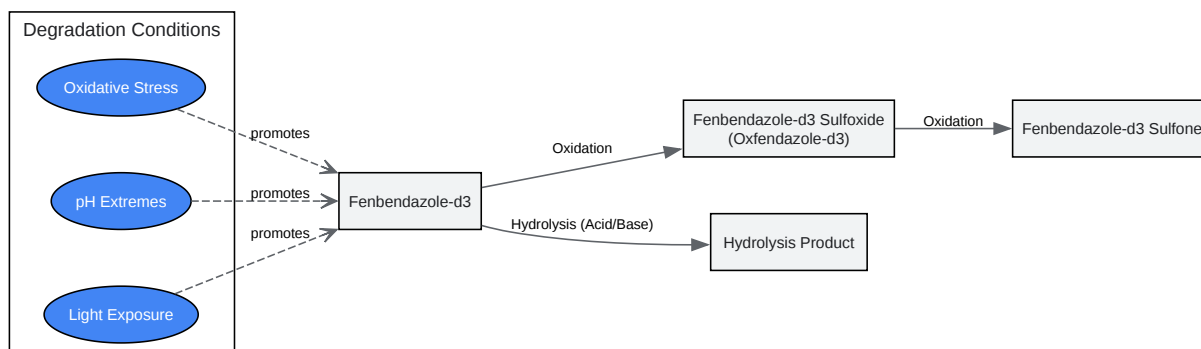 Degradation Conditions
Oxidative Stress
promotes
pH Extremes
promotes
Light Exposure
promotes
Fenbendazole-d3
Oxidation
Hydrolysis (Acid/Base)
Fenbendazole-d3 Sulfoxide
(Oxfendazole-d3)
Oxidation
Fenbendazole-d3 Sulfone
Hydrolysis Product